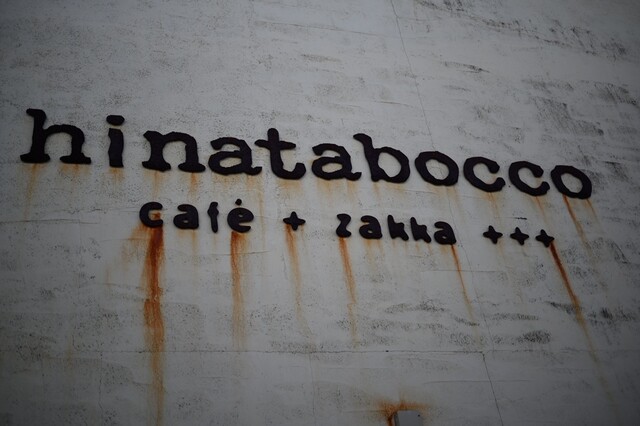 hinatabocco
café + zakka +++